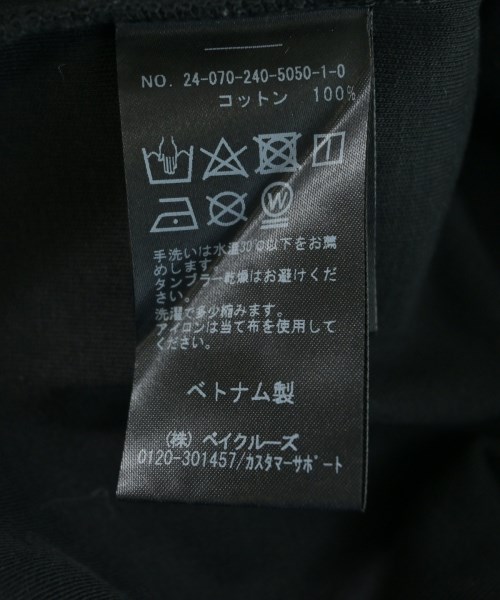 NO. 24-070-240-5050-1-0
コットン 100%
手洗いは水温30℃以下をお薦
めします。
タンブラー乾燥はお避けくだ
さい。
洗濯で多少縮みます。
アイロンは当て布を使用して
ください。
ベトナム製
(株) ベイクルーズ
0120-301457/カスタマーサポート